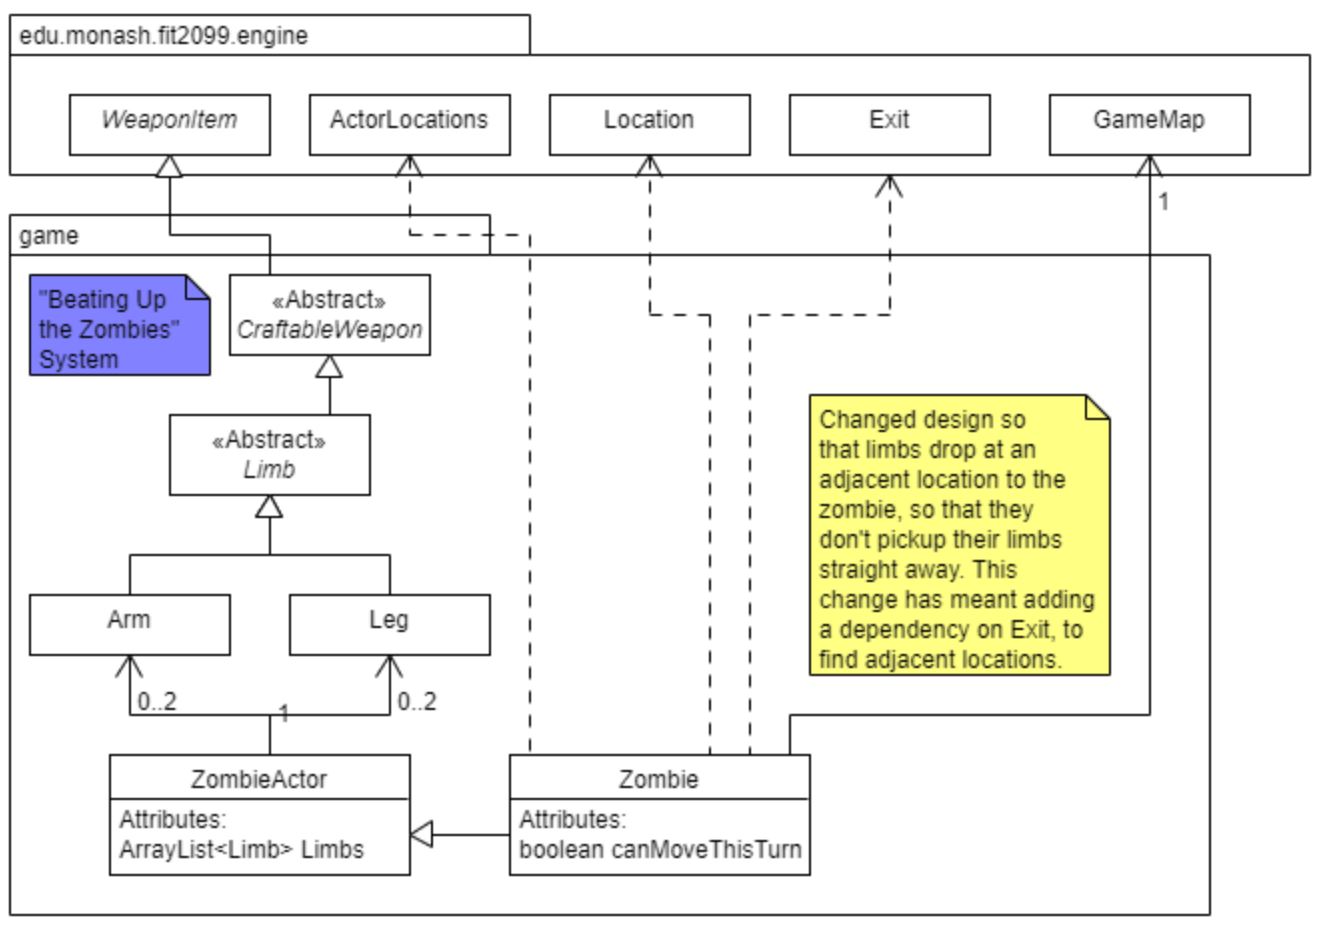 edu.monash.fit2099.engine
WeaponItem
ActorLocations
Location
Exit
GameMap
1
game
"Beating Up
the Zombies"
System
«Abstract»
CraftableWeapon
«Abstract»
Limb
Changed design so
that limbs drop at an
adjacent location to the
zombie, so that they
don't pickup their limbs
straight away. This
change has meant adding
a dependency on Exit, to
find adjacent locations.
Arm
Leg
0..2
1
0..2
ZombieActor
Attributes:
ArrayList<Limb> Limbs
Zombie
Attributes:
boolean canMoveThisTurn